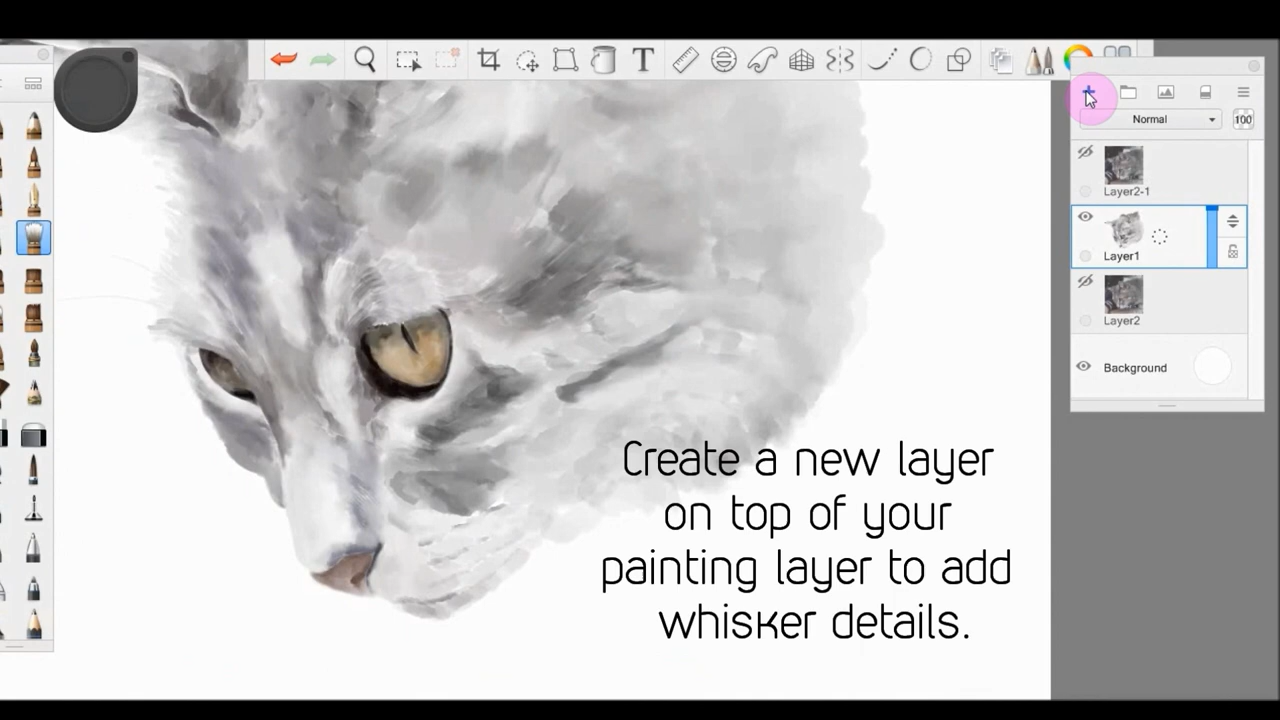 T
Normal
100
Layer2-1
Layer1
Layer2
Background
Create a new layer
on top of your
painting layer to add
whisker details.